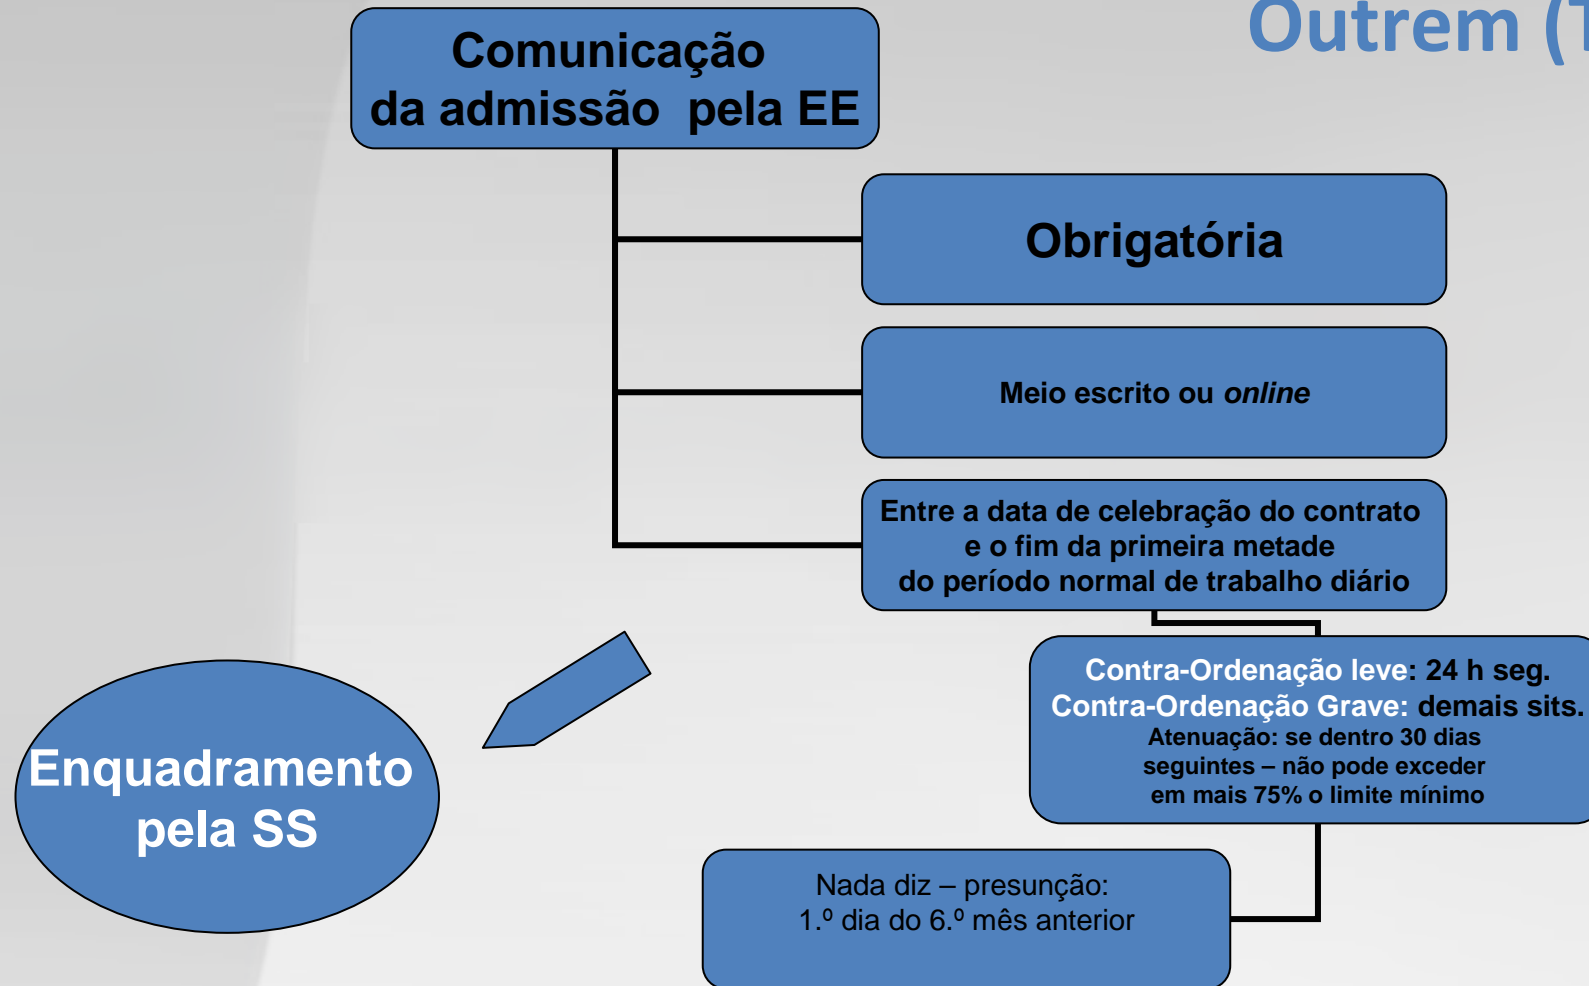 Outrem (T
Comunicação
da admissão pela EE
Obrigatória
Meio escrito ou online
Entre a data de celebração do contrato
e o fim da primeira metade
do período normal de trabalho diário
Contra-Ordenação leve: 24 h seg.
Contra-Ordenação Grave: demais sits.
Atenuação: se dentro 30 dias
seguintes – não pode exceder
em mais 75% o limite mínimo
Enquadramento
pela SS
Nada diz – presunção:
1.º dia do 6.º mês anterior